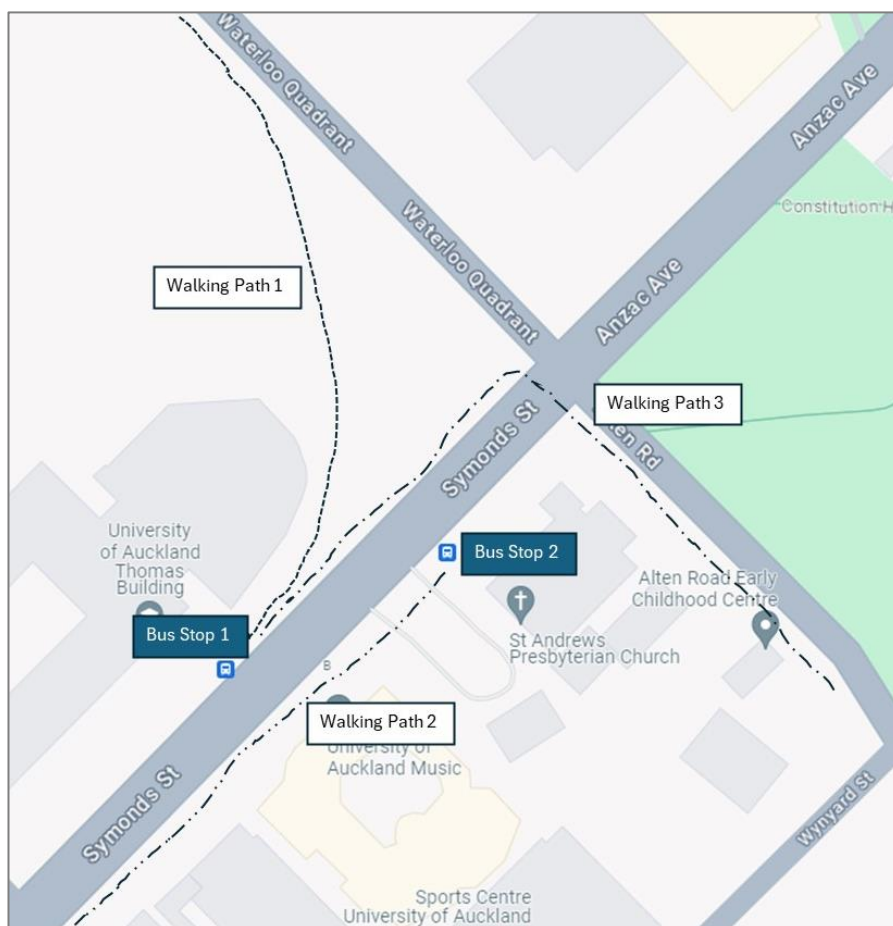 Waterloo Quadrant
Anzac Ave
Constitution H
Waterloo Quadrant
Anzac Ave
Walking Path 1
Walking Path 3
Symonds St
en Rd
University
of Auckland
Thomas
Building
Bus Stop 2
Alten Road Early
Childhood Centre
Bus Stop 1
St Andrews
Presbyterian Church
B
Walking Path 2
University of
Auckland Music
Symonds St
Wynyard St
Sports Centre
University of Auckland